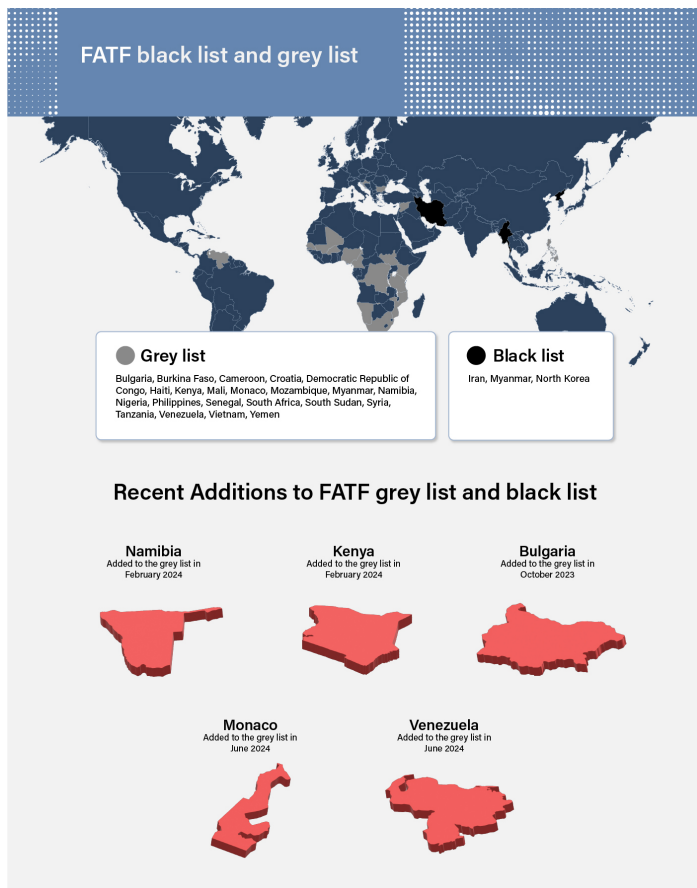 FATF black list and grey list
Grey list
Bulgaria, Burkina Faso, Cameroon, Croatia, Democratic Republic of
Congo, Haiti, Kenya, Mali, Monaco, Mozambique, Myanmar, Namibia,
Nigeria, Philippines, Senegal, South Africa, South Sudan, Syria,
Tanzania, Venezuela, Vietnam, Yemen
Black list
Iran, Myanmar, North Korea
Recent Additions to FATF grey list and black list
Namibia
Added to the grey list in
February 2024
Kenya
Added to the grey list in
February 2024
Bulgaria
Added to the grey list in
October 2023
Monaco
Added to the grey list in
June 2024
Venezuela
Added to the grey list in
June 2024